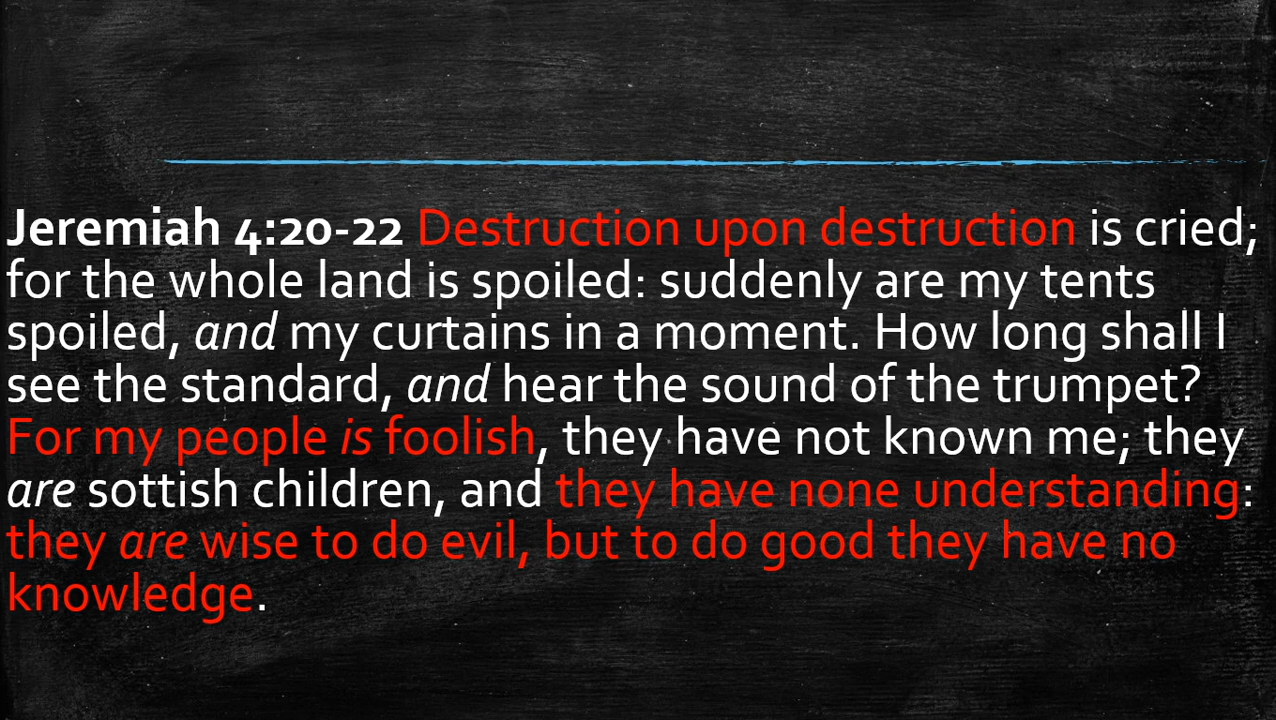 Jeremiah 4:20-22 Destruction upon destruction is cried;
for the whole land is spoiled: suddenly are my tents
spoiled, and my curtains in a moment. How long shall I
see the standard, and hear the sound of the trumpet?
For my people is foolish, they have not known me; they
are sottish children, and they have none understanding:
they are wise to do evil, but to do good they have no
knowledge.